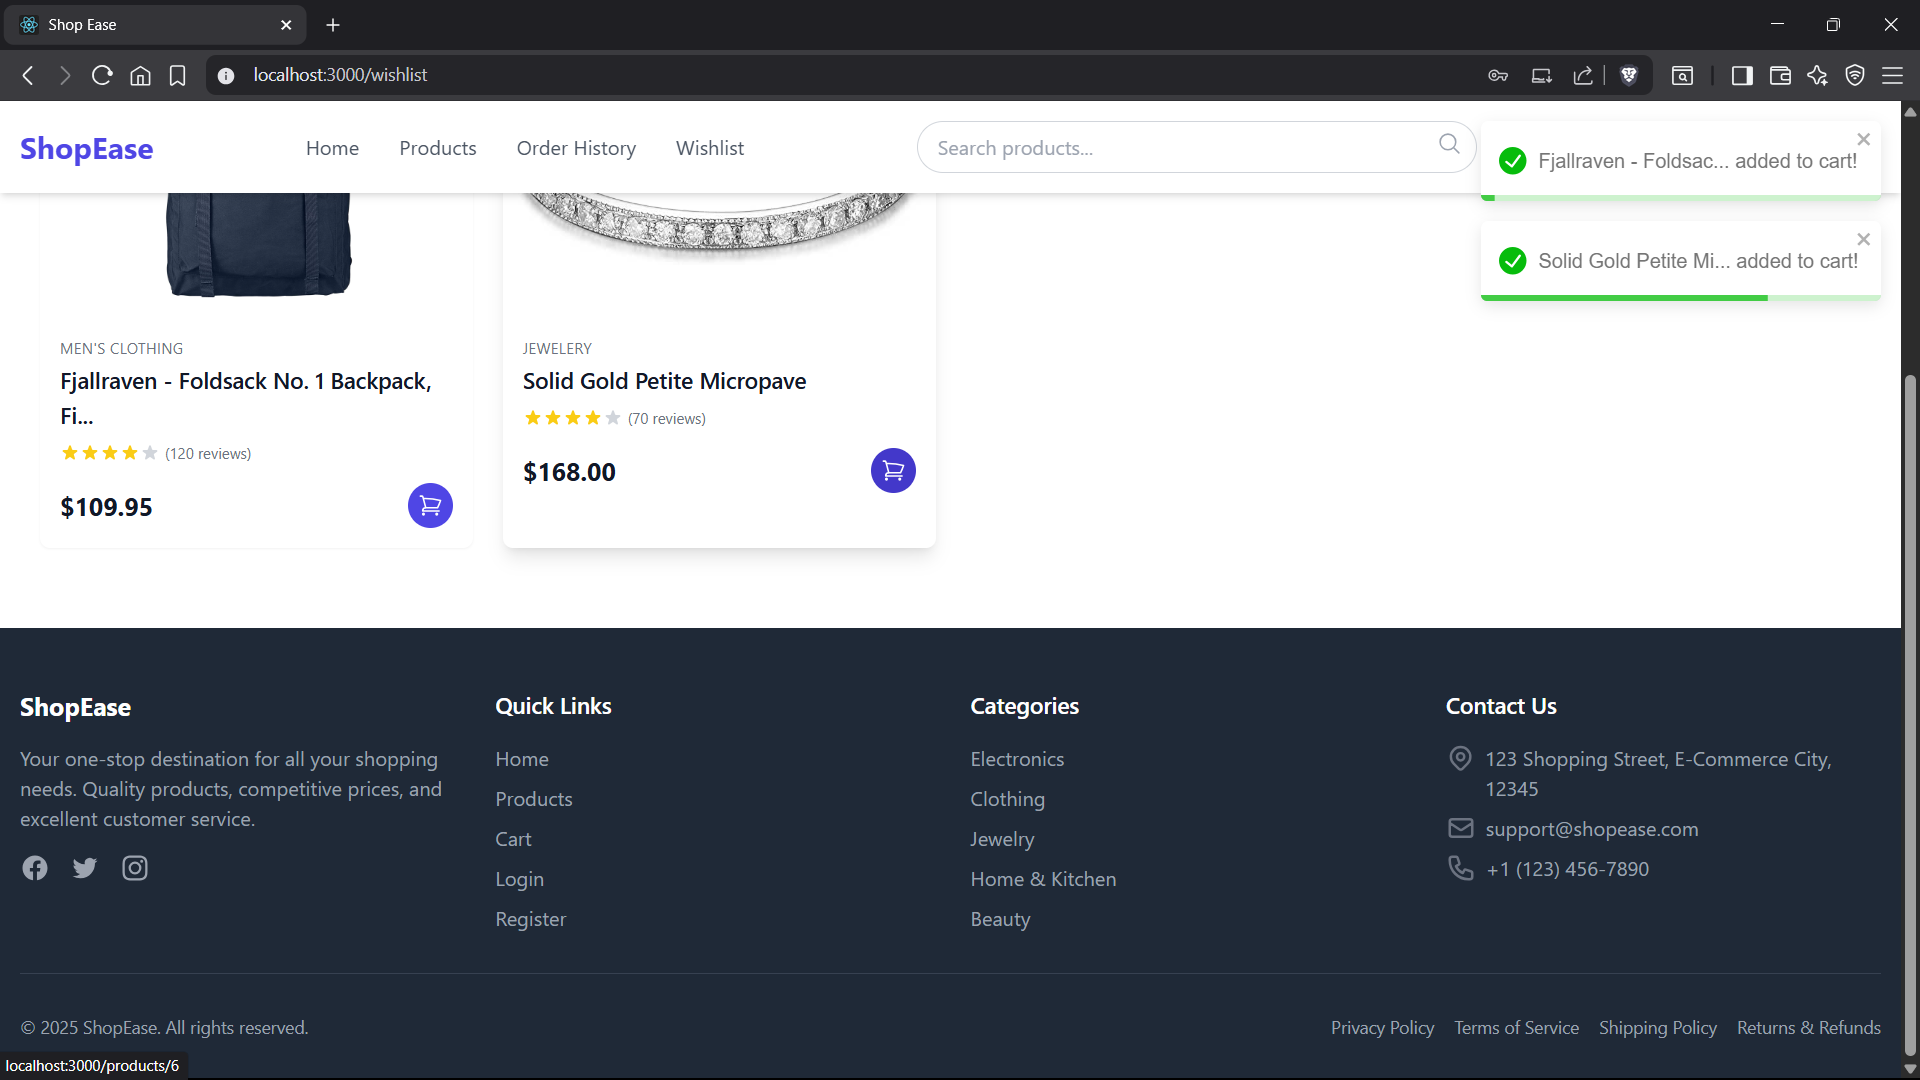 Shop Ease
localhost:3000/wishlist
ShopEase
Home
Products
Order History
Wishlist
Search products...
Fjallraven - Foldsac... added to cart!
Solid Gold Petite Mi... added to cart!
MEN'S CLOTHING
Fjallraven - Foldsack No. 1 Backpack,
Fi...
(120 reviews)
$109.95
JEWELERY
Solid Gold Petite Micropave
(70 reviews)
$168.00
ShopEase
Your one-stop destination for all your shopping
needs. Quality products, competitive prices, and
excellent customer service.
Quick Links
Home
Products
Cart
Login
Register
Categories
Electronics
Clothing
Jewelry
Home & Kitchen
Beauty
Contact Us
123 Shopping Street, E-Commerce City,
12345
support@shopease.com
+1 (123) 456-7890
© 2025 ShopEase. All rights reserved.
Privacy Policy
Terms of Service
Shipping Policy
Returns & Refunds
localhost:3000/products/6